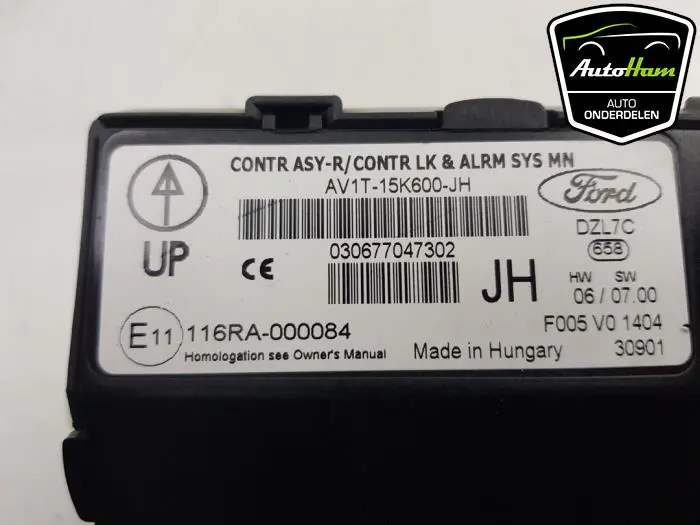 AutoHam
AUTO
ONDERDELEN
CONTR ASY-R/CONTR LK & ALRM SYS MN
AV1T-15K600-JH
Ford
UP
CE
030677047302
JH
DZL7C
658
HW SW
06 / 07.00
E11
116RA-000084
Homologation see Owner's Manual
Made in Hungary
F005 V0 1404
30901